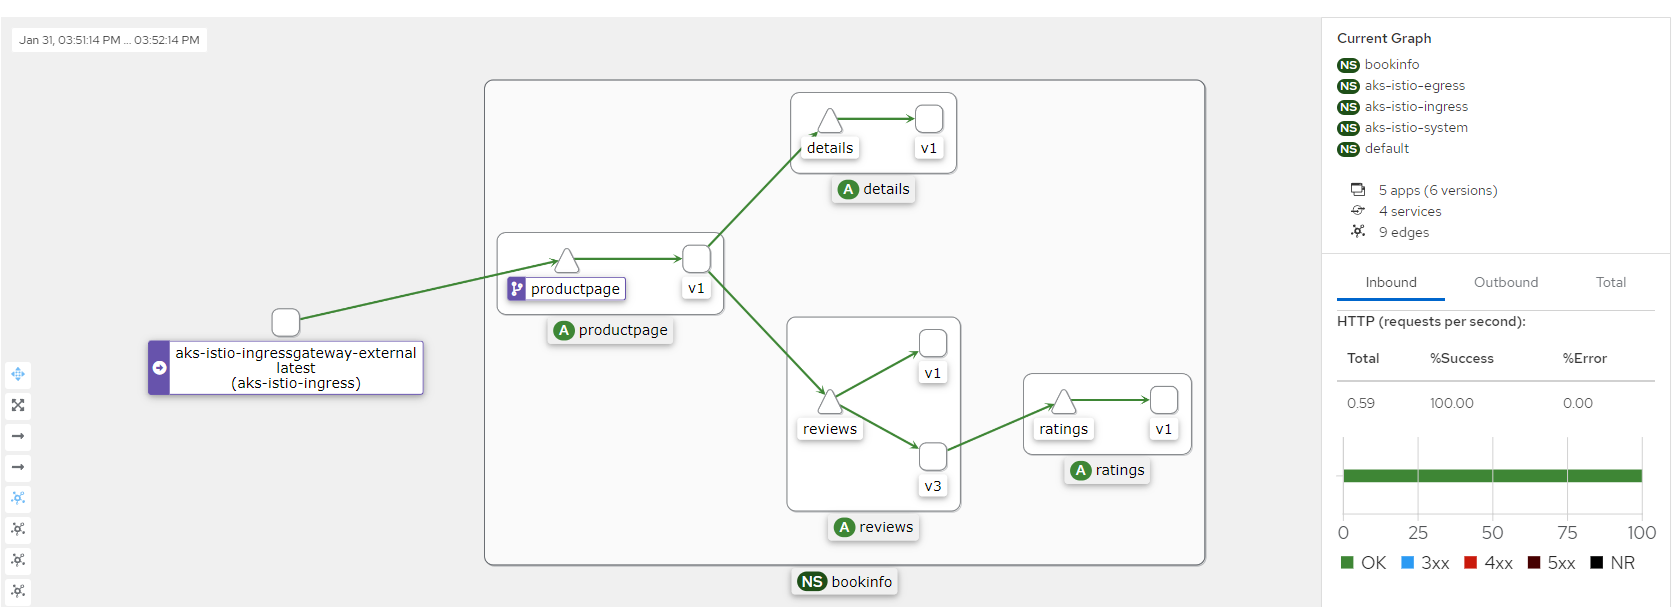 Jan 31, 03:51:14 PM ... 03:52:14 PM
details
v1
A details
productpage
v1
A productpage
aks-istio-ingressgateway-external
latest
(aks-istio-ingress)
v1
reviews
v3
A reviews
ratings
v1
A ratings
NS bookinfo
Current Graph
NS bookinfo
NS aks-istio-egress
NS aks-istio-ingress
NS aks-istio-system
NS default
5 apps (6 versions)
4 services
9 edges
Inbound Outbound Total
HTTP (requests per second):
Total %Success %Error
0.59 100.00 0.00
0 25 50 75 100
OK 3xx 4xx 5xx NR